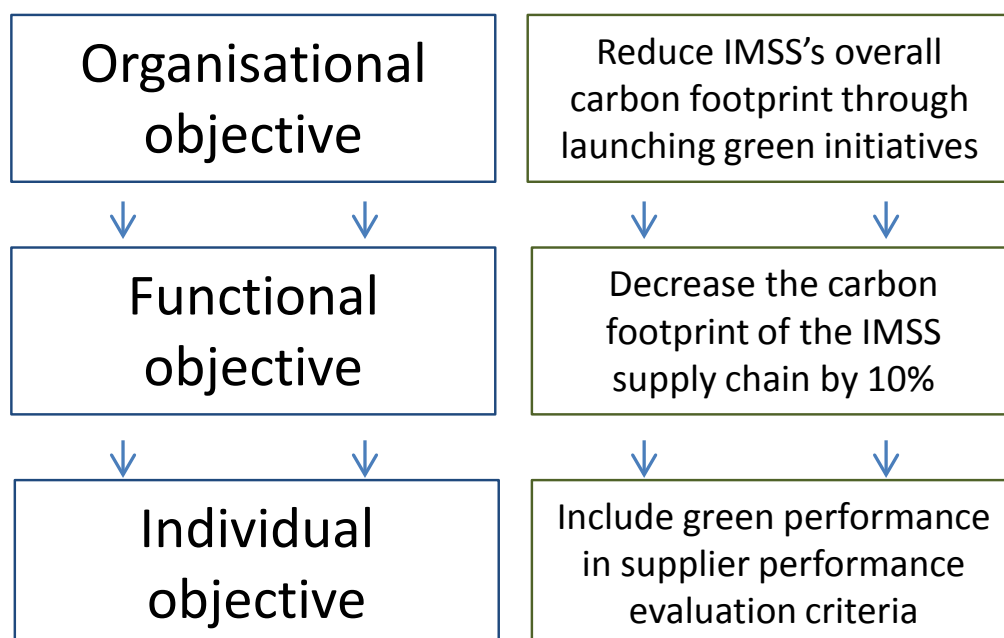 Organisational
objective
Reduce IMSS’s overall
carbon footprint through
launching green initiatives
Functional
objective
Decrease the carbon
footprint of the IMSS
supply chain by 10%
Individual
objective
Include green performance
in supplier performance
evaluation criteria